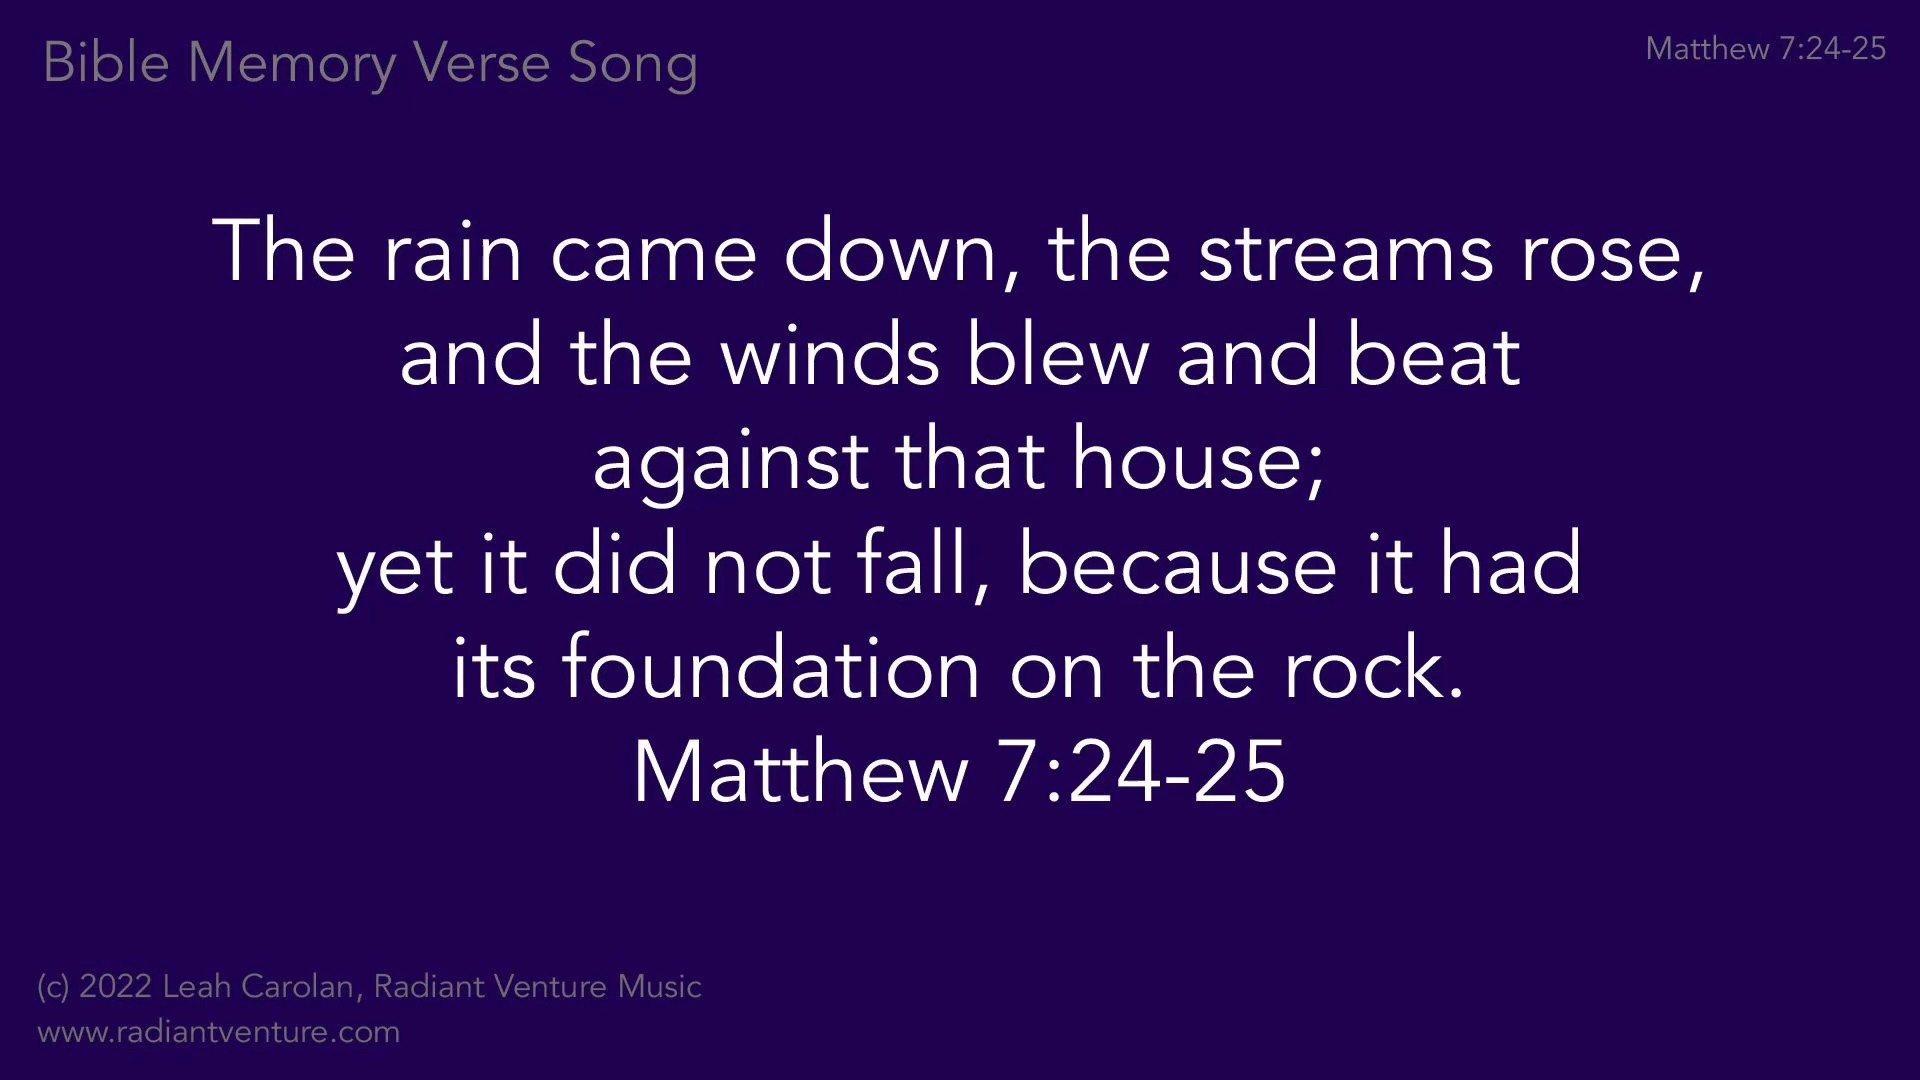 Bible Memory Verse Song
Matthew 7:24-25
The rain came down, the streams rose,
and the winds blew and beat
against that house;
yet it did not fall, because it had
its foundation on the rock.
Matthew 7:24-25
(c) 2022 Leah Carolan, Radiant Venture Music
www.radiantventure.com